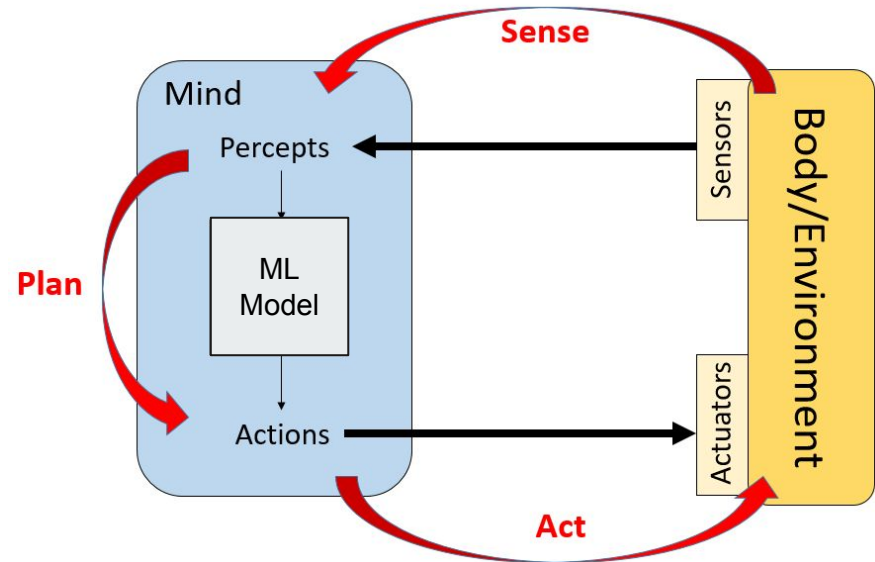 Sense
Mind
Percepts
Sensors
Body/Environment
Plan
ML
Model
Actions
Actuators
Act